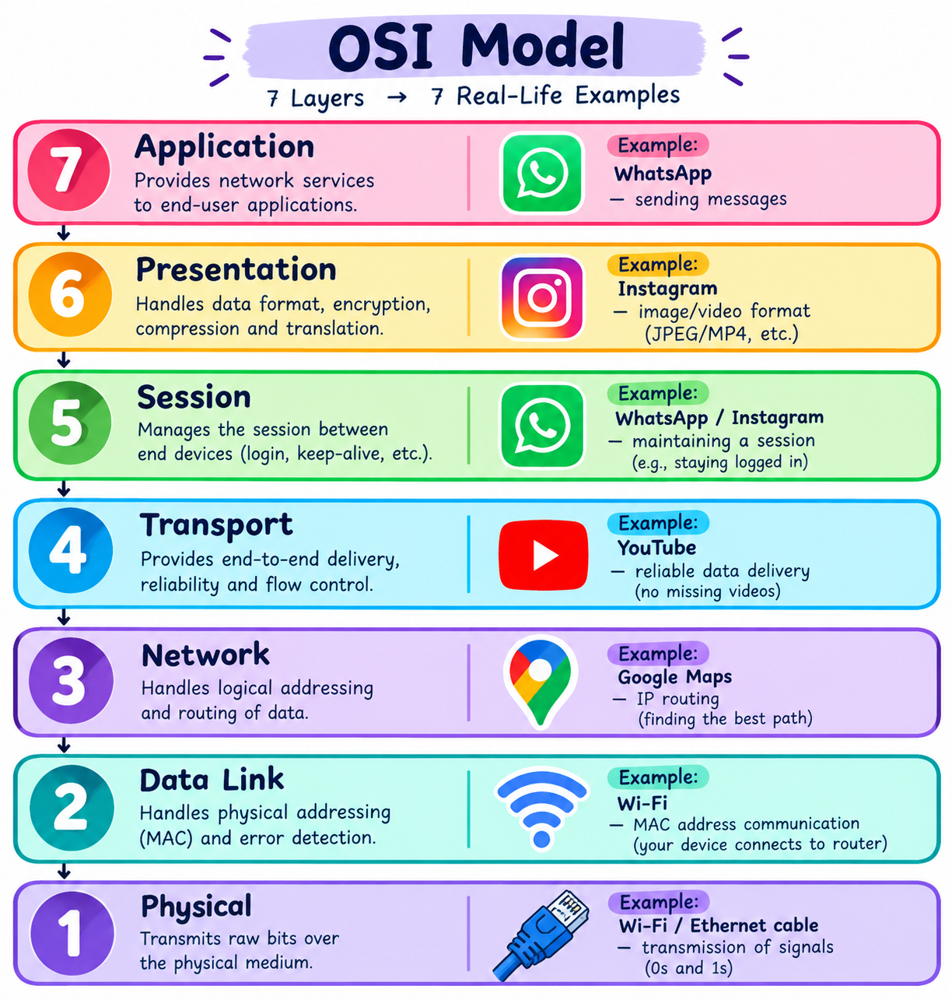 OSI Model
7 Layers → 7 Real-Life Examples
7
Application
Provides network services
to end-user applications.
Example:
WhatsApp
— sending messages
6
Presentation
Handles data format, encryption,
compression and translation.
Example:
Instagram
— image/video format
(JPEG/MP4, etc.)
5
Session
Manages the session between
end devices (login, keep-alive, etc.).
Example:
WhatsApp / Instagram
— maintaining a session
(e.g., staying logged in)
4
Transport
Provides end-to-end delivery,
reliability and flow control.
Example:
YouTube
— reliable data delivery
(no missing videos)
3
Network
Handles logical addressing
and routing of data.
Example:
Google Maps
— IP routing
(finding the best path)
2
Data Link
Handles physical addressing
(MAC) and error detection.
Example:
Wi-Fi
— MAC address communication
(your device connects to router)
1
Physical
Transmits raw bits over
the physical medium.
Example:
Wi-Fi / Ethernet cable
— transmission of signals
(0s and 1s)